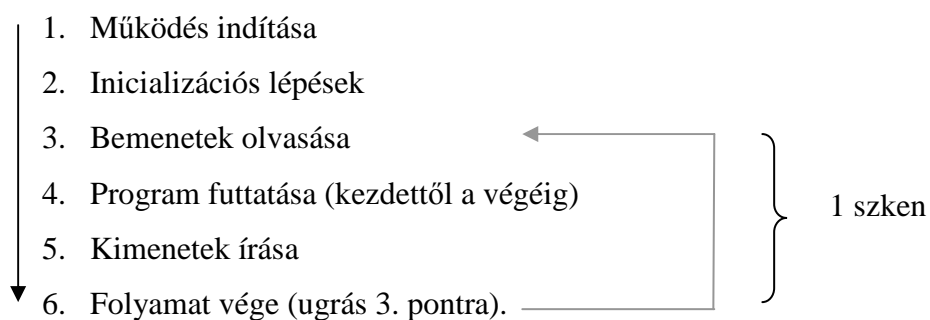 1. Működés indítása
2. Inicializációs lépések
3. Bemenetek olvasása
4. Program futtatása (kezdettől a végéig)
1 szken
5. Kimenetek írása
6. Folyamat vége (ugrás 3. pontra).